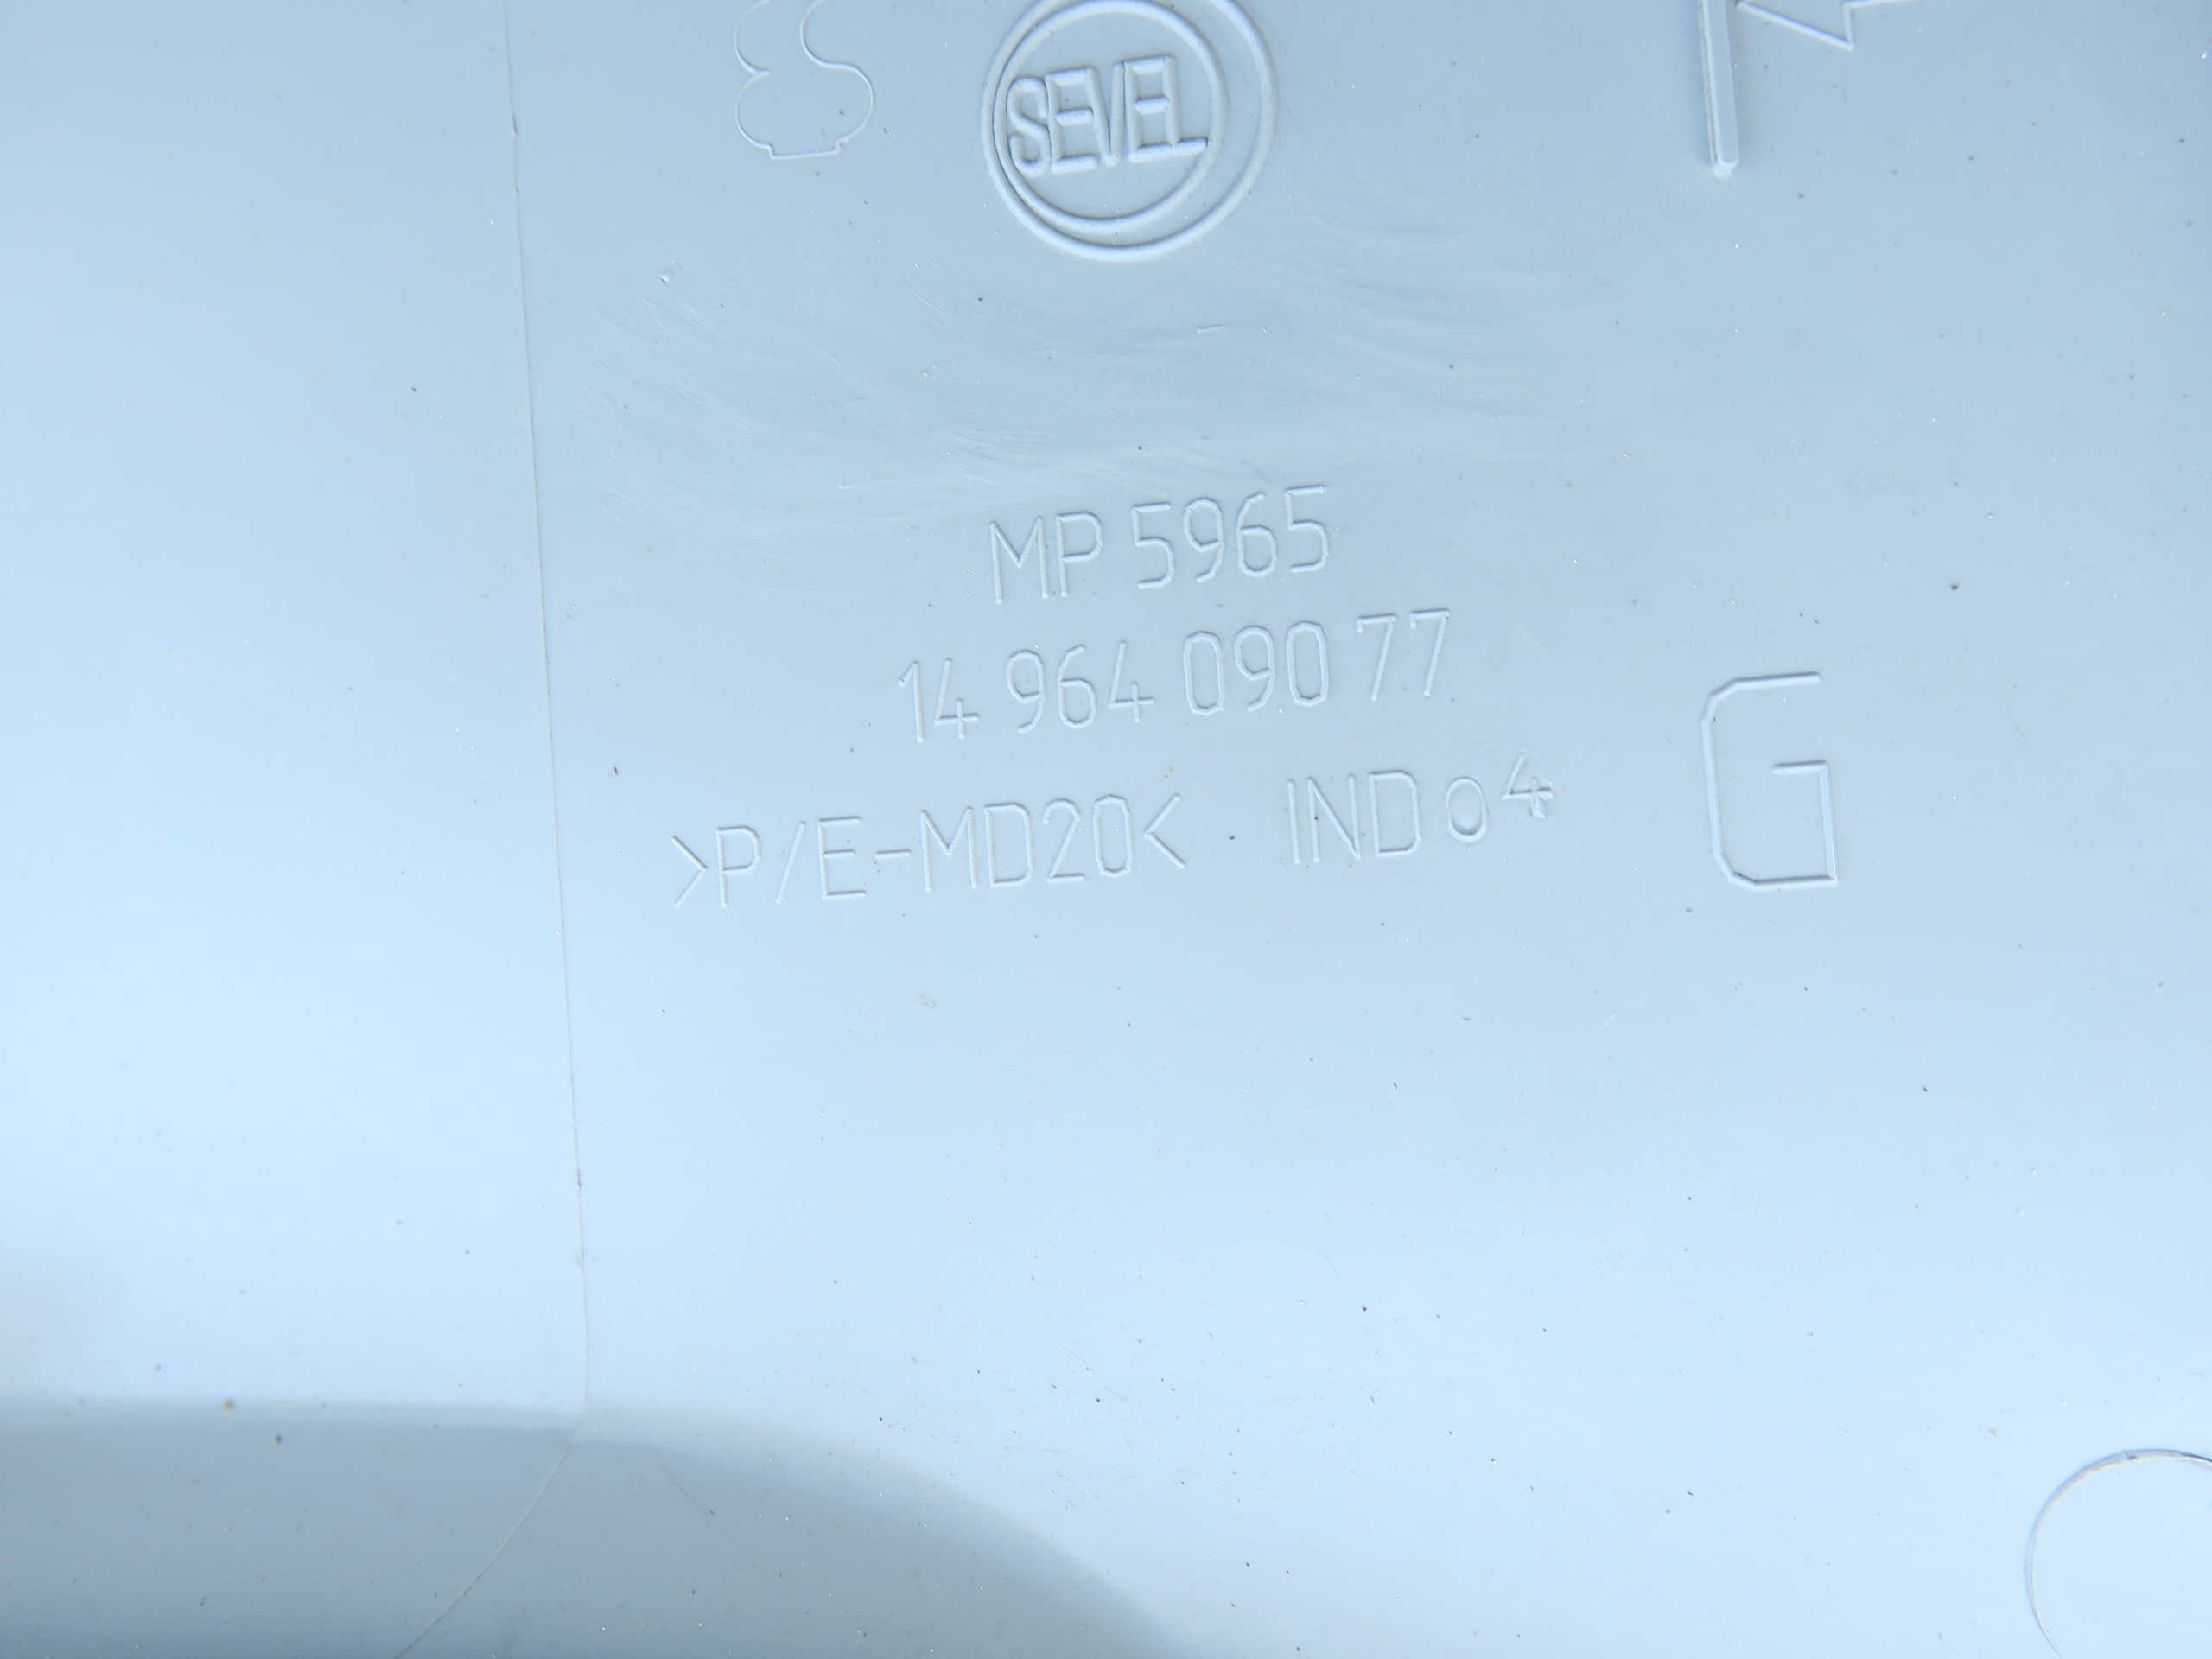 SEVEL
MP 5965
14 964 090 77
>P/E-MD20< IND 04
G